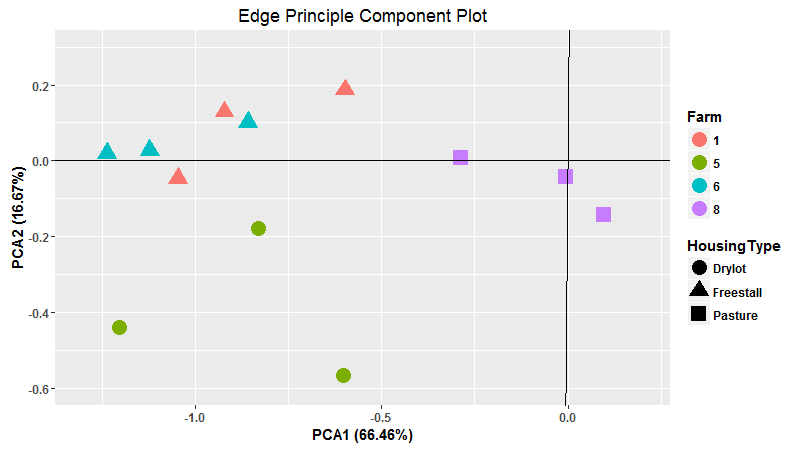 Edge Principle Component Plot
0.2
0.0
-0.2
-0.4
-0.6
PCA2 (16.67%)
-1.0 -0.5 0.0
PCA1 (66.46%)
Farm
1
5
6
8
HousingType
Drylot
Freestall
Pasture